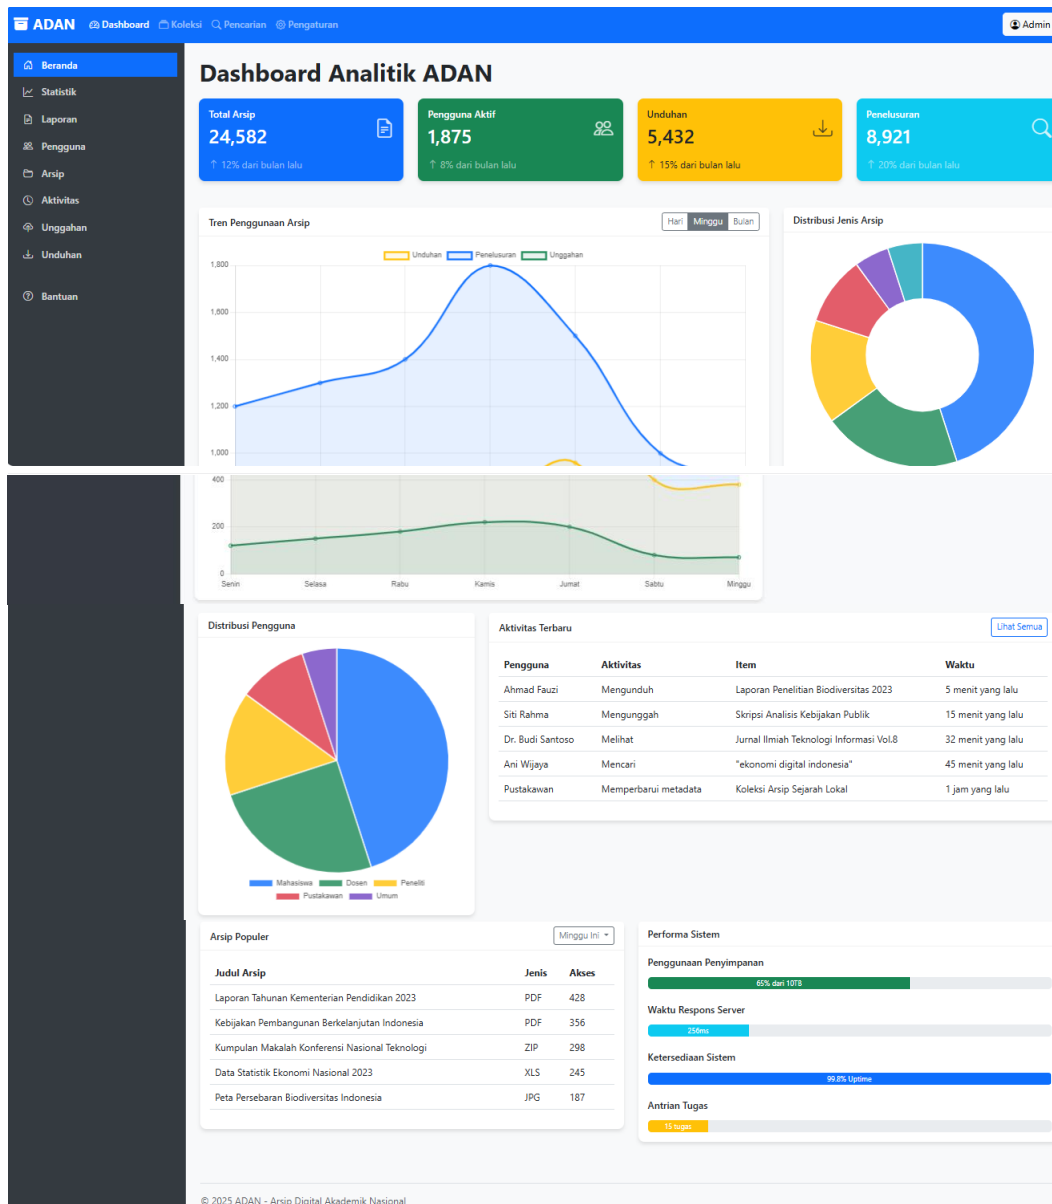 ADAN Dashboard Koleksi Pencarian Pengaturan Admin
Beranda
Statistik
Laporan
Pengguna
Arsip
Aktivitas
Unggahan
Unduhan
Bantuan
Dashboard Analitik ADAN
Total Arsip
24,582
↑ 12% dari bulan lalu
Pengguna Aktif
1,875
↑ 8% dari bulan lalu
Unduhan
5,432
↑ 15% dari bulan lalu
Penelusuran
8,921
↑ 20% dari bulan lalu
Tren Penggunaan Arsip
Hari Minggu Bulan
Unduhan Penelusuran Unggahan
1,800
1,600
1,400
1,200
1,000
400
200
0
Senin Selasa Rabu Kamis Jumat Sabtu Minggu
Distribusi Jenis Arsip
Distribusi Pengguna
Mahasiswa Dosen Peneliti
Pustakawan Umum
Aktivitas Terbaru Lihat Semua
Pengguna Aktivitas Item Waktu
Ahmad Fauzi Mengunduh Laporan Penelitian Biodiversitas 2023 5 menit yang lalu
Siti Rahma Mengunggah Skripsi Analisis Kebijakan Publik 15 menit yang lalu
Dr. Budi Santoso Melihat Jurnal Ilmiah Teknologi Informasi Vol.8 32 menit yang lalu
Ani Wijaya Mencari "ekonomi digital indonesia" 45 menit yang lalu
Pustakawan Memperbarui metadata Koleksi Arsip Sejarah Lokal 1 jam yang lalu
Arsip Populer Minggu Ini
Judul Arsip Jenis Akses
Laporan Tahunan Kementerian Pendidikan 2023 PDF 428
Kebijakan Pembangunan Berkelanjutan Indonesia PDF 356
Kumpulan Makalah Konferensi Nasional Teknologi ZIP 298
Data Statistik Ekonomi Nasional 2023 XLS 245
Peta Persebaran Biodiversitas Indonesia JPG 187
Performa Sistem
Penggunaan Penyimpanan
65% dari 10TB
Waktu Respons Server
256ms
Ketersediaan Sistem
99.8% Uptime
Antrian Tugas
15 tugas
© 2025 ADAN - Arsip Digital Akademik Nasional